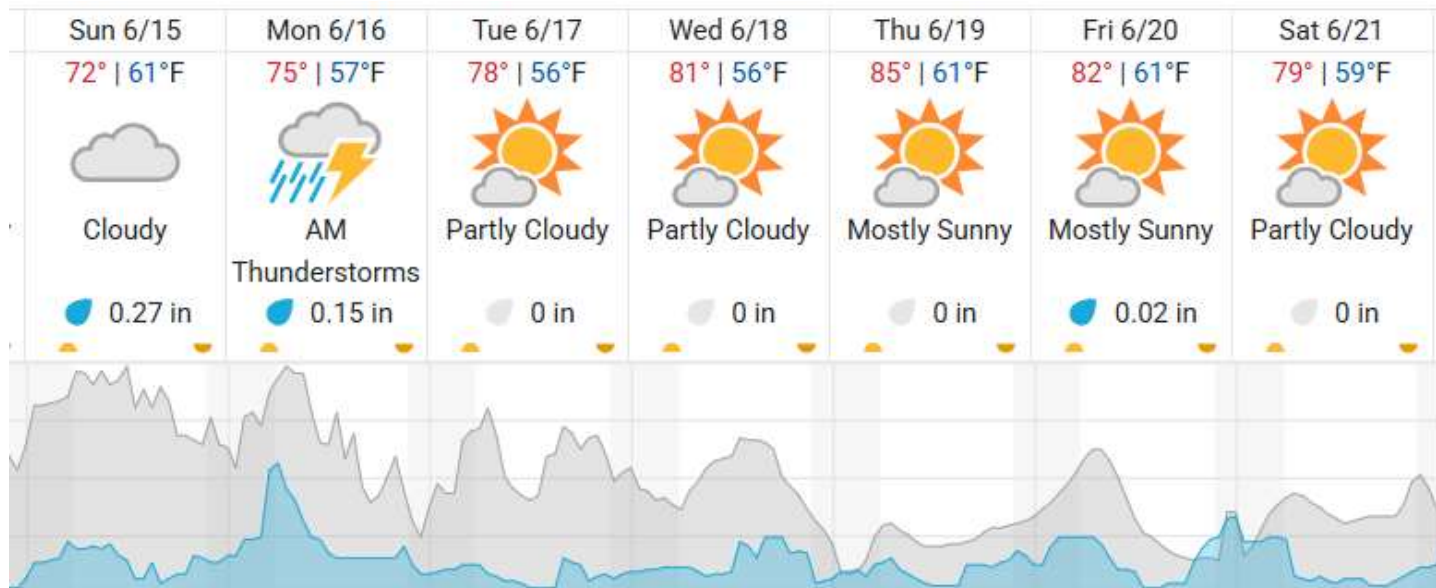 Sun 6/15
Mon 6/16
Tue 6/17
Wed 6/18
Thu 6/19
Fri 6/20
Sat 6/21
72° | 61°F
75° | 57°F
78° | 56°F
81° | 56°F
85° | 61°F
82° | 61°F
79° | 59°F
Cloudy
AM
Thunderstorms
Partly Cloudy
Partly Cloudy
Mostly Sunny
Mostly Sunny
Partly Cloudy
0.27 in
0.15 in
0 in
0 in
0 in
0.02 in
0 in